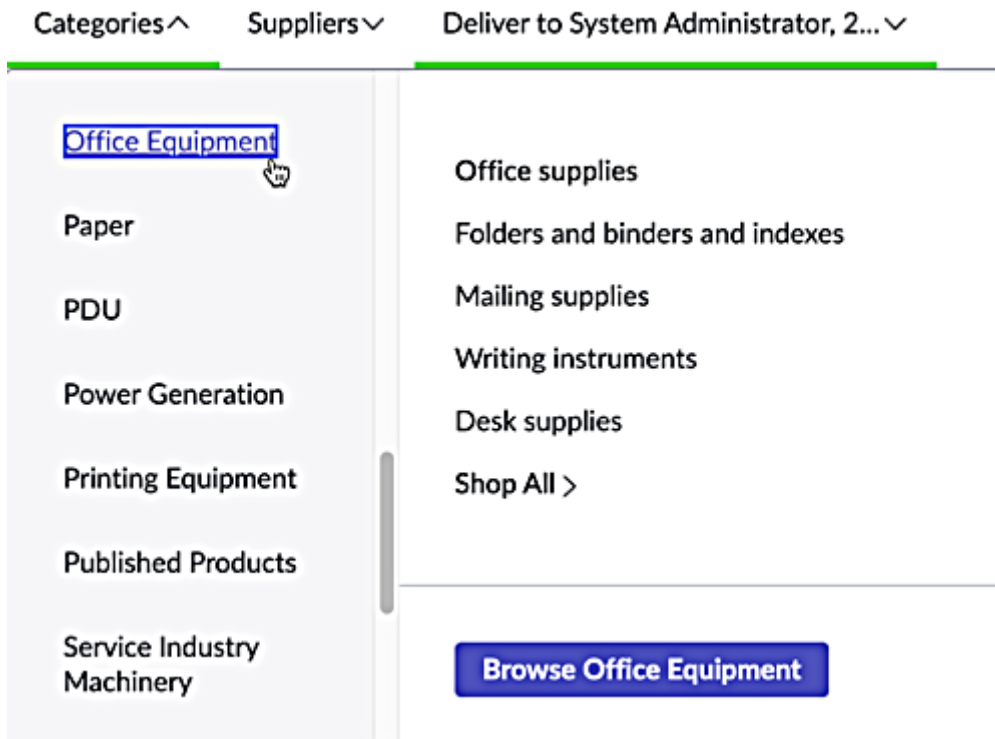 Categories Suppliers Deliver to System Administrator, 2...
Office Equipment
Paper
PDU
Power Generation
Printing Equipment
Published Products
Service Industry
Machinery
Office supplies
Folders and binders and indexes
Mailing supplies
Writing instruments
Desk supplies
Shop All >
Browse Office Equipment